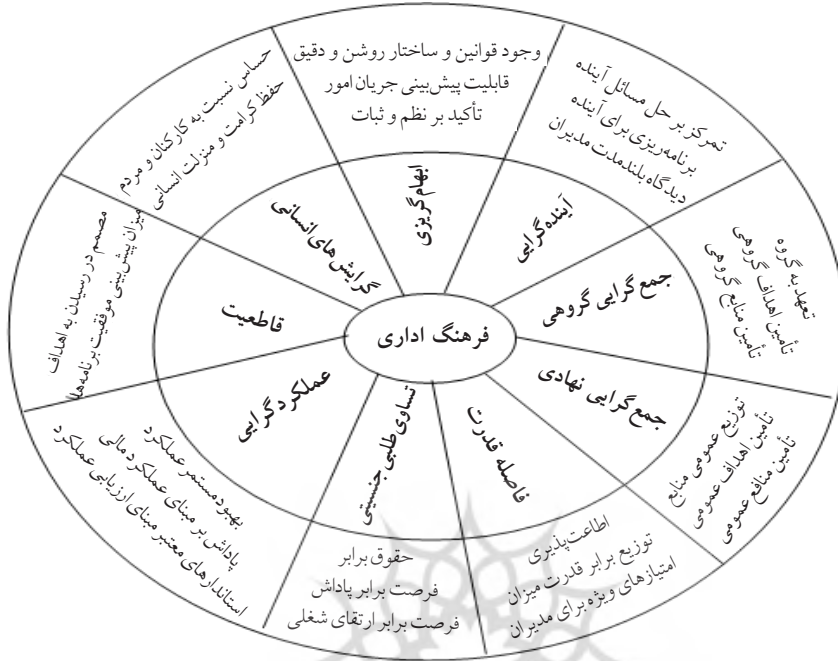 فرهنگ اداری
ابهام‌گریزی
وجود قوانین و ساختار روشن و دقیق
قابلیت پیش‌بینی جریان امور
تأکید بر نظم و ثبات
آینده‌گرایی
تمرکز بر حل مسائل آینده
برنامه‌ریزی برای آینده
دیدگاه بلندمدت مدیران
جمع‌گرایی گروهی
تعهد به گروه
تأمین اهداف گروهی
تأمین منابع گروهی
جمع‌گرایی نهادی
توزیع عمومی منابع
تأمین اهداف عمومی
تأمین منافع عمومی
فاصله قدرت
اطاعت‌پذیری
توزیع برابر قدرت میزان
امتیازهای ویژه برای مدیران
تساوی طلبی جنسیتی
حقوق برابر
فرصت برابر پاداش
فرصت برابر ارتقای شغلی
عملکردگرایی
بهبود مستمر عملکرد
پاداش بر مبنای عملکرد مالی
استاندارهای معتبر مبنای ارزیابی عملکرد
قاطعیت
مصمم در رسیدن به اهداف
میزان پیش‌بینی موفقیت برنامه‌ها
گرایش های انسانی
حساس نسبت به کارکنان و مردم
حفظ کرامت و منزلت انسانی